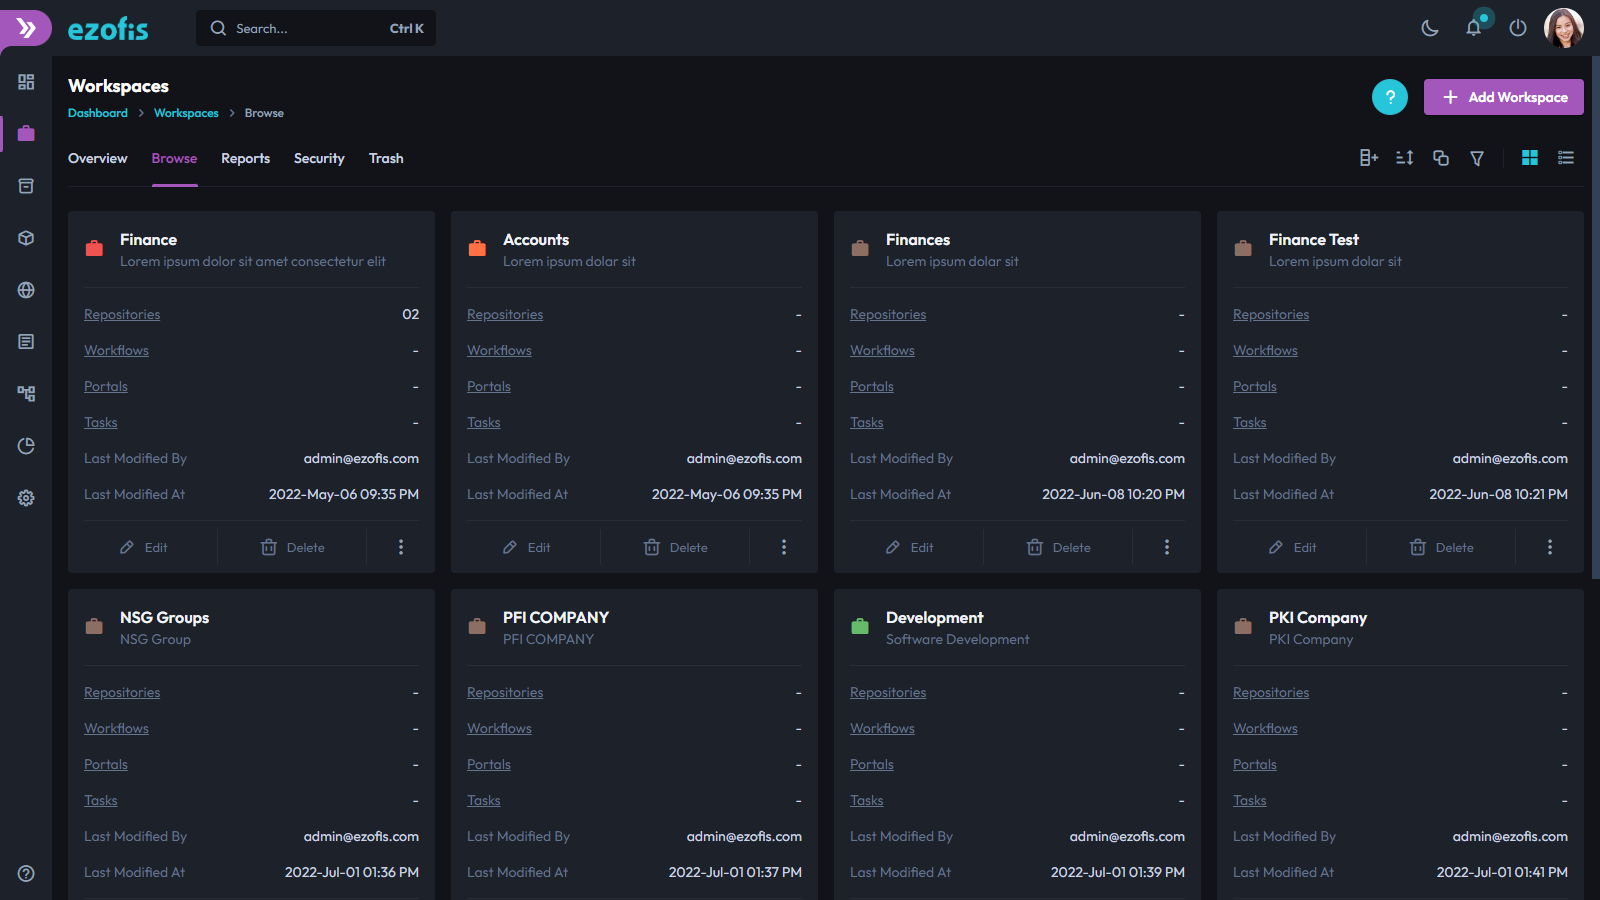 ezofis
Search...
Ctrl K
Workspaces
Dashboard > Workspaces > Browse
?
+ Add Workspace
Overview Browse Reports Security Trash
Finance
Lorem ipsum dolor sit amet consectetur elit
Repositories 02
Workflows -
Portals -
Tasks -
Last Modified By admin@ezofis.com
Last Modified At 2022-May-06 09:35 PM
Edit Delete
Accounts
Lorem ipsum dolar sit
Repositories -
Workflows -
Portals -
Tasks -
Last Modified By admin@ezofis.com
Last Modified At 2022-May-06 09:35 PM
Edit Delete
Finances
Lorem ipsum dolar sit
Repositories -
Workflows -
Portals -
Tasks -
Last Modified By admin@ezofis.com
Last Modified At 2022-Jun-08 10:20 PM
Edit Delete
Finance Test
Lorem ipsum dolar sit
Repositories -
Workflows -
Portals -
Tasks -
Last Modified By admin@ezofis.com
Last Modified At 2022-Jun-08 10:21 PM
Edit Delete
NSG Groups
NSG Group
Repositories -
Workflows -
Portals -
Tasks -
Last Modified By admin@ezofis.com
Last Modified At 2022-Jul-01 01:36 PM
PFI COMPANY
PFI COMPANY
Repositories -
Workflows -
Portals -
Tasks -
Last Modified By admin@ezofis.com
Last Modified At 2022-Jul-01 01:37 PM
Development
Software Development
Repositories -
Workflows -
Portals -
Tasks -
Last Modified By admin@ezofis.com
Last Modified At 2022-Jul-01 01:39 PM
PKI Company
PKI Company
Repositories -
Workflows -
Portals -
Tasks -
Last Modified By admin@ezofis.com
Last Modified At 2022-Jul-01 01:41 PM